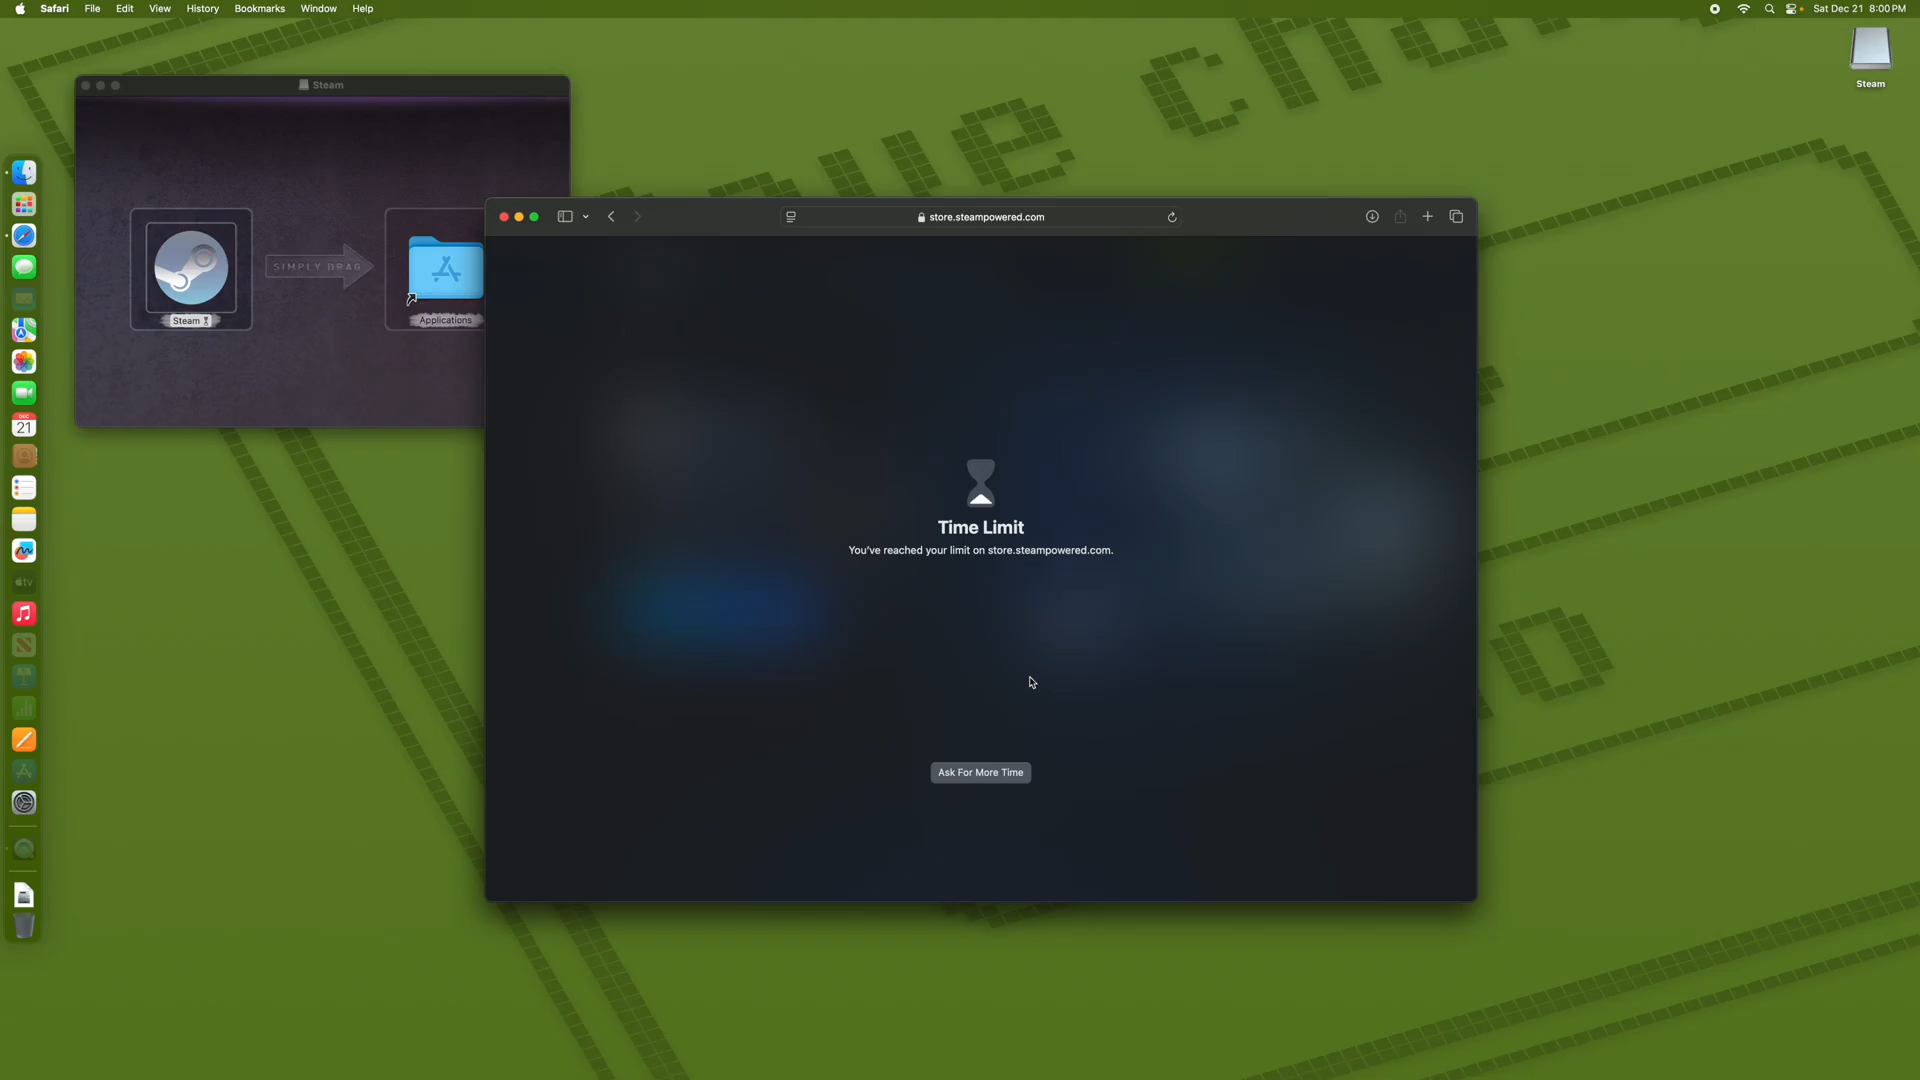 Safari File Edit View History Bookmarks Window Help
Sat Dec 21 8:00 PM
Steam
Steam
SIMPLY DRAG
Steam
Applications
store.steampowered.com
Time Limit
You've reached your limit on store.steampowered.com.
Ask For More Time
DEC
21
tv